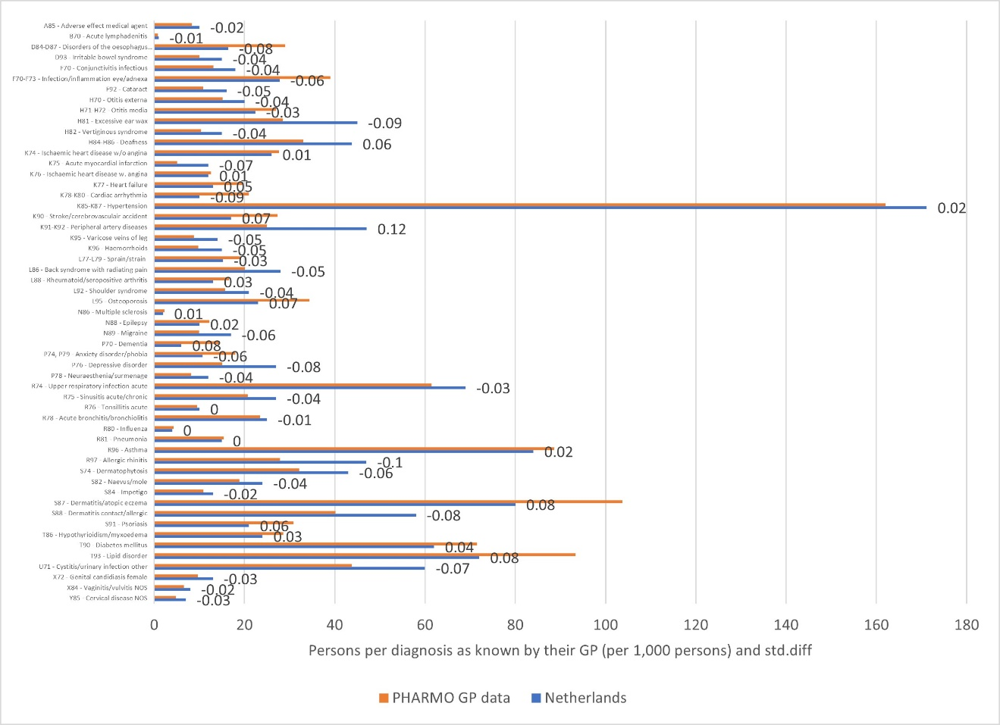 A85 - Adverse effect medical agent -0.02
B70 - Acute lymphadenitis -0.01
D84-D87 - Disorders of the oesophagus... -0.08
D93 - Irritable bowel syndrome -0.04
F70 - Conjunctivitis infectious -0.04
F70-F73 - Infection/inflammation eye/adnexa -0.06
F92 - Cataract -0.05
H70 - Otitis externa -0.04
H71-H72 - Otitis media -0.03
H81 - Excessive ear wax -0.09
H82 - Vertiginous syndrome -0.04
H84-H86 - Deafness 0.06
K74 - Ischaemic heart disease w/o angina 0.01
K75 - Acute myocardial infarction -0.07
K76 - Ischaemic heart disease w. angina 0.01
K77 - Heart failure 0.05
K78-K80 - Cardiac arrhythmia -0.09
K85-K87 - Hypertension 0.02
K90 - Stroke/cerebrovasculair accident 0.07
K91-K92 - Peripheral artery diseases 0.12
K95 - Varicose veins of leg -0.05
K96 - Haemorrhoids -0.05
L77-L79 - Sprain/strain -0.03
L86 - Back syndrome with radiating pain -0.05
L88 - Rheumatoid/seropositive arthritis 0.03
L92 - Shoulder syndrome -0.04
L95 - Osteoporosis 0.07
N86 - Multiple sclerosis 0.01
N88 - Epilepsy 0.02
N89 - Migraine -0.06
P70 - Dementia 0.08
P74, P79 - Anxiety disorder/phobia -0.06
P76 - Depressive disorder -0.08
P78 - Neuraesthenia/surmenage -0.04
R74 - Upper respiratory infection acute -0.03
R75 - Sinusitis acute/chronic -0.04
R76 - Tonsillitis acute 0
R78 - Acute bronchitis/bronchiolitis -0.01
R80 - Influenza 0
R81 - Pneumonia 0
R96 - Asthma 0.02
R97 - Allergic rhinitis -0.1
S74 - Dermatophytosis -0.06
S82 - Naevus/mole -0.04
S84 - Impetigo -0.02
S87 - Dermatitis/atopic eczema 0.08
S88 - Dermatitis contact/allergic -0.08
S91 - Psoriasis 0.06
T86 - Hypothyrioidism/myxoedema 0.03
T90 - Diabetes mellitus 0.04
T93 - Lipid disorder 0.08
U71 - Cystitis/urinary infection other -0.07
X72 - Genital candidiasis female -0.03
X84 - Vaginitis/vulvitis NOS -0.02
Y85 - Cervical disease NOS -0.03
0 20 40 60 80 100 120 140 160 180
Persons per diagnosis as known by their GP (per 1,000 persons) and std.diff
PHARMO GP data Netherlands